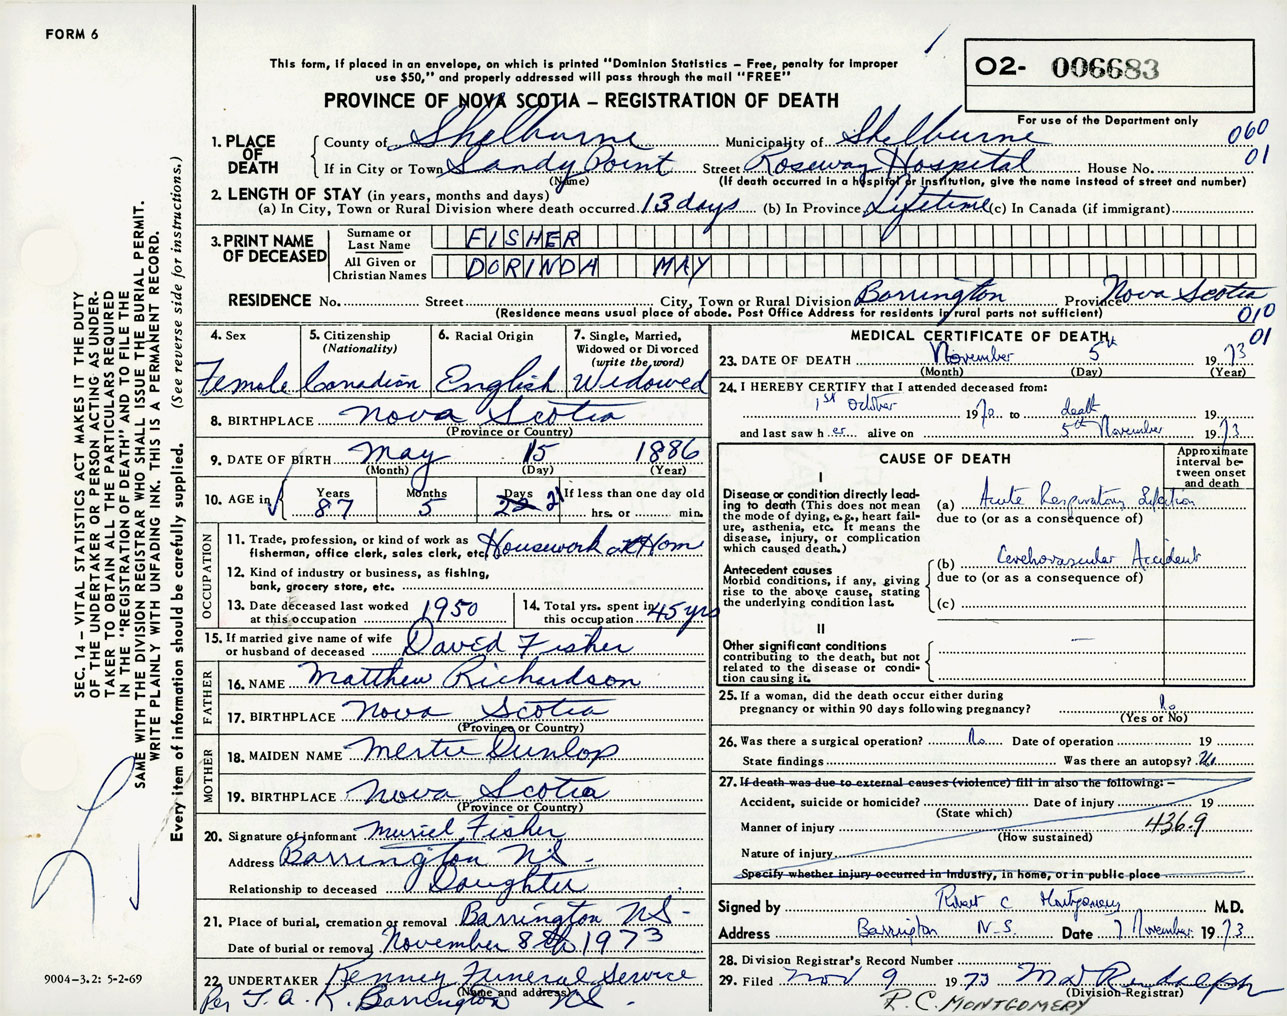 FORM 6
This form, if placed in an envelope, on which is printed "Dominion Statistics – Free, penalty for improper
use $50," and properly addressed will pass through the mail "FREE"
O2- 006683
PROVINCE OF NOVA SCOTIA – REGISTRATION OF DEATH
For use of the Department only
060
01
1. PLACE OF DEATH
County of Shelburne Municipality of Shelburne
If in City or Town Sandy Point Street Roseway Hospital House No.
(Name) (If death occurred in a hospital or institution, give the name instead of street and number)
2. LENGTH OF STAY (in years, months and days)
(a) In City, Town or Rural Division where death occurred. 13 days (b) In Province Lifetime (c) In Canada (if immigrant)
3. PRINT NAME OF DECEASED
Surname or Last Name FISHER
All Given or Christian Names DORINDA MAY
RESIDENCE No. Street City, Town or Rural Division Barrington Province Nova Scotia
(Residence means usual place of abode. Post Office Address for residents in rural parts not sufficient)
010
01
4. Sex
Female
5. Citizenship
(Nationality)
Canadian
6. Racial Origin
English
7. Single, Married,
Widowed or Divorced
(write the word)
Widowed
8. BIRTHPLACE Nova Scotia
(Province or Country)
9. DATE OF BIRTH May 15 1886
(Month) (Day) (Year)
10. AGE in
Years Months Days If less than one day old
87 5 22 21 hrs. or min.
OCCUPATION
11. Trade, profession, or kind of work as
fisherman, office clerk, sales clerk, etc. Housework at Hom
12. Kind of industry or business, as fishing,
bank, grocery store, etc.
13. Date deceased last worked
at this occupation 1950
14. Total yrs. spent in
this occupation 45 yrs
15. If married give name of wife
or husband of deceased David Fisher
FATHER
16. NAME Matthew Richardson
17. BIRTHPLACE Nova Scotia
(Province or Country)
MOTHER
18. MAIDEN NAME Mertie Dunlop
19. BIRTHPLACE Nova Scotia
(Province or Country)
20. Signature of informant Muriel Fisher
Address Barrington NS -
Relationship to deceased Daughter
21. Place of burial, cremation or removal Barrington NS -
Date of burial or removal November 8th 1973
22. UNDERTAKER Kenney Funeral Service
(Name and address)
Per T. A. K. Barrington NS -
MEDICAL CERTIFICATE OF DEATH
23. DATE OF DEATH November 5th 1973
(Month) (Day) (Year)
24. I HEREBY CERTIFY that I attended deceased from:
1st October 1970 to death 19
and last saw her alive on 5th November 1973
CAUSE OF DEATH
Approximate
interval be-
tween onset
and death
I
Disease or condition directly lead-
ing to death (This does not mean
the mode of dying, e.g., heart fail-
ure, asthenia, etc. It means the
disease, injury, or complication
which caused death.)
(a) Acute Respiratory Infection
due to (or as a consequence of)
Antecedent causes
Morbid conditions, if any, giving
rise to the above cause, stating
the underlying condition last.
(b) Cerebrovascular Accident
due to (or as a consequence of)
(c)
II
Other significant conditions
contributing to the death, but not
related to the disease or condi-
tion causing it.
—
25. If a woman, did the death occur either during
pregnancy or within 90 days following pregnancy? No
(Yes or No)
26. Was there a surgical operation? No Date of operation 19
State findings Was there an autopsy? No
27. If death was due to external causes (violence) fill in also the following: –
Accident, suicide or homicide? Date of injury 19
(State which)
Manner of injury 436.9
(How sustained)
Nature of injury
Specify whether injury occurred in Industry, in home, or in public place
Signed by Robert C Montgomery M.D.
Address Barrington N-S. Date 7 November 1973
28. Division Registrar's Record Number
29. Filed Nov 9 1973 M W Rudolph
(Division Registrar)
R.C. MONTGOMERY
SEC. 14 – VITAL STATISTICS ACT MAKES IT THE DUTY
OF THE UNDERTAKER OR PERSON ACTING AS UNDER-
TAKER TO OBTAIN ALL THE PARTICULARS REQUIRED
IN THE "REGISTRATION OF DEATH" AND TO FILE THE
SAME WITH THE DIVISION REGISTRAR WHO SHALL ISSUE THE BURIAL PERMIT.
WRITE PLAINLY WITH UNFADING INK. THIS IS A PERMANENT RECORD.
Every item of information should be carefully supplied. (See reverse side for instructions.)
9004-3.2: 5-2-69